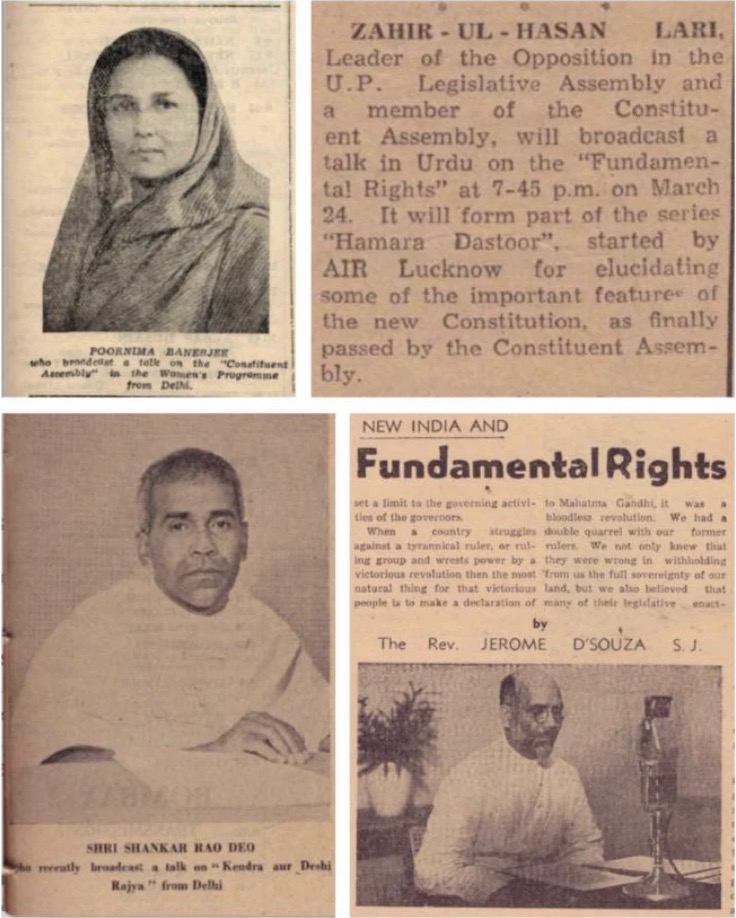 POORNIMA BANERJEE
who broadcast a talk on the "Constituent
Assembly" in the Women's Programme
from Delhi.
ZAHIR - UL - HASAN LARI,
Leader of the Opposition in the
U.P. Legislative Assembly and
a member of the Constitu-
ent Assembly, will broadcast a
talk in Urdu on the "Fundamen-
tal Rights" at 7-45 p.m. on March
24. It will form part of the series
"Hamara Dastoor", started by
AIR Lucknow for elucidating
some of the important features of
the new Constitution, as finally
passed by the Constituent Assem-
bly.
SHRI SHANKAR RAO DEO
who recently broadcast a talk on "Kendra aur Deshi
Rajya" from Delhi
NEW INDIA AND
Fundamental Rights
set a limit to the governing activi-
ties of the governors.
When a country struggles
against a tyrannical ruler, or rul-
ing group and wrests power by a
victorious revolution then the most
natural thing for that victorious
people is to make a declaration of
to Mahatma Gandhi, it was a
bloodless revolution. We had a
double quarrel with our former
rulers. We not only knew that
they were wrong in withholding
from us the full sovereignty of our
land, but we also believed that
many of their legislative enact-
by
The Rev. JEROME D'SOUZA S. J.